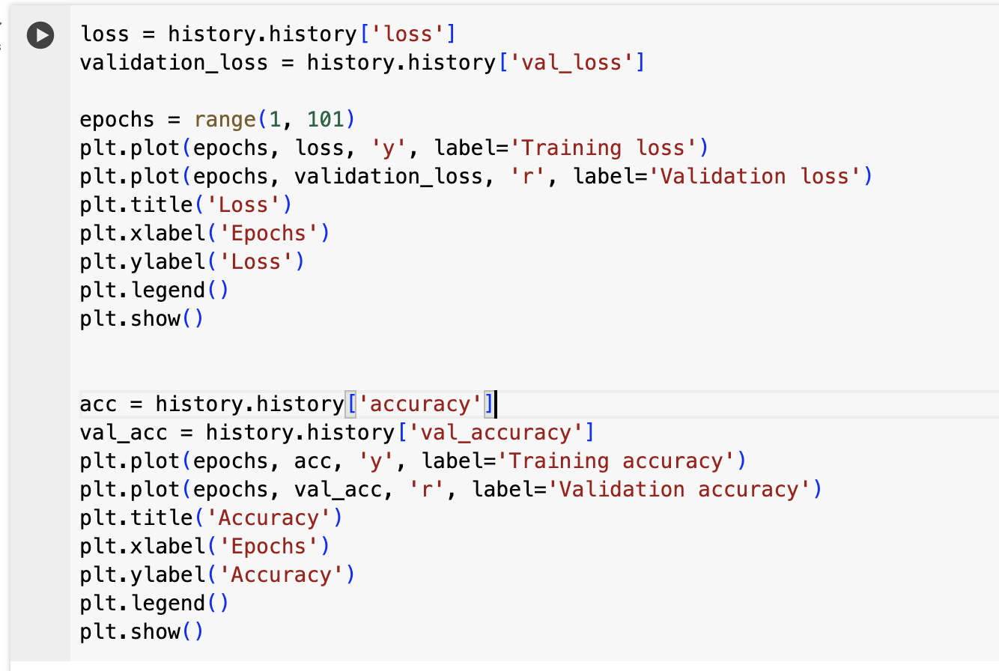 loss = history.history['loss']
validation_loss = history.history['val_loss']
epochs = range(1, 101)
plt.plot(epochs, loss, 'y', label='Training loss')
plt.plot(epochs, validation_loss, 'r', label='Validation loss')
plt.title('Loss')
plt.xlabel('Epochs')
plt.ylabel('Loss')
plt.legend()
plt.show()
acc = history.history['accuracy']
val_acc = history.history['val_accuracy']
plt.plot(epochs, acc, 'y', label='Training accuracy')
plt.plot(epochs, val_acc, 'r', label='Validation accuracy')
plt.title('Accuracy')
plt.xlabel('Epochs')
plt.ylabel('Accuracy')
plt.legend()
plt.show()